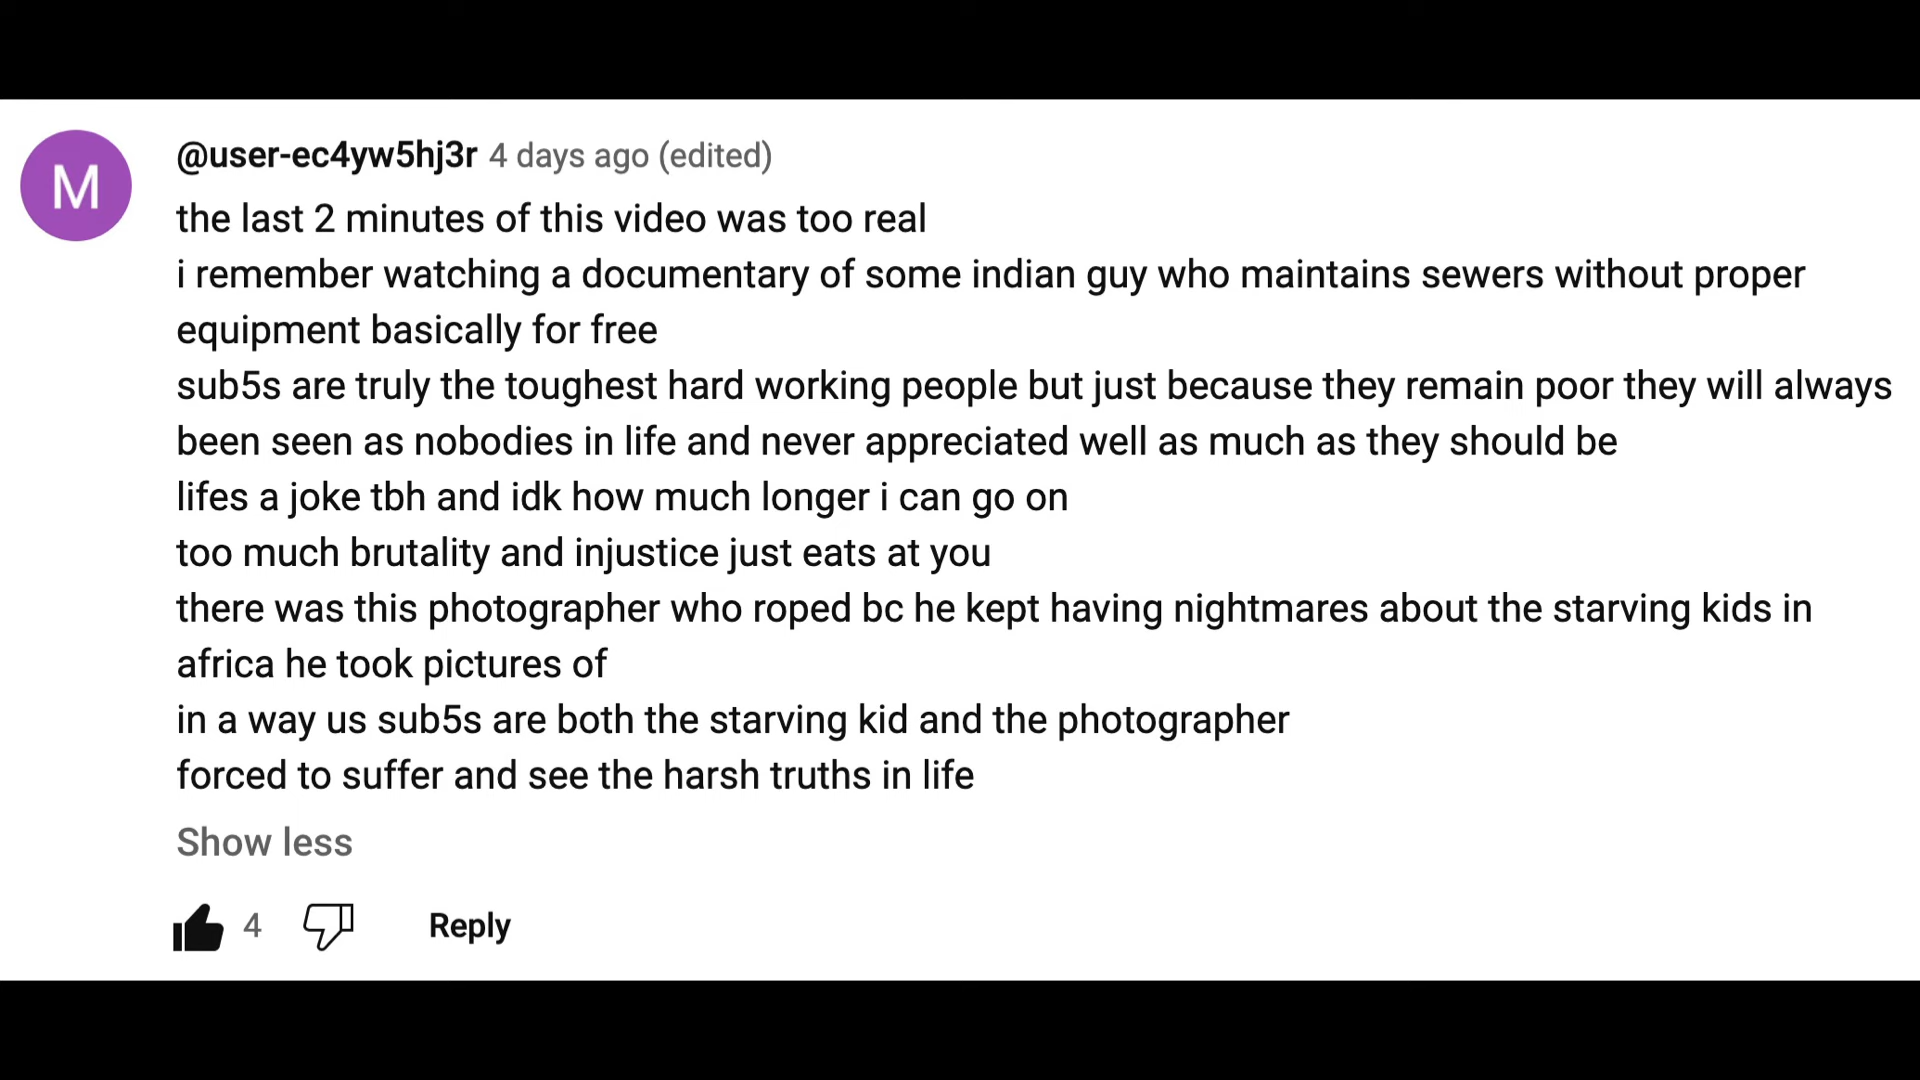 M
@user-ec4yw5hj3r 4 days ago (edited)
the last 2 minutes of this video was too real
i remember watching a documentary of some indian guy who maintains sewers without proper
equipment basically for free
sub5s are truly the toughest hard working people but just because they remain poor they will always
been seen as nobodies in life and never appreciated well as much as they should be
lifes a joke tbh and idk how much longer i can go on
too much brutality and injustice just eats at you
there was this photographer who roped bc he kept having nightmares about the starving kids in
africa he took pictures of
in a way us sub5s are both the starving kid and the photographer
forced to suffer and see the harsh truths in life
Show less
4 Reply